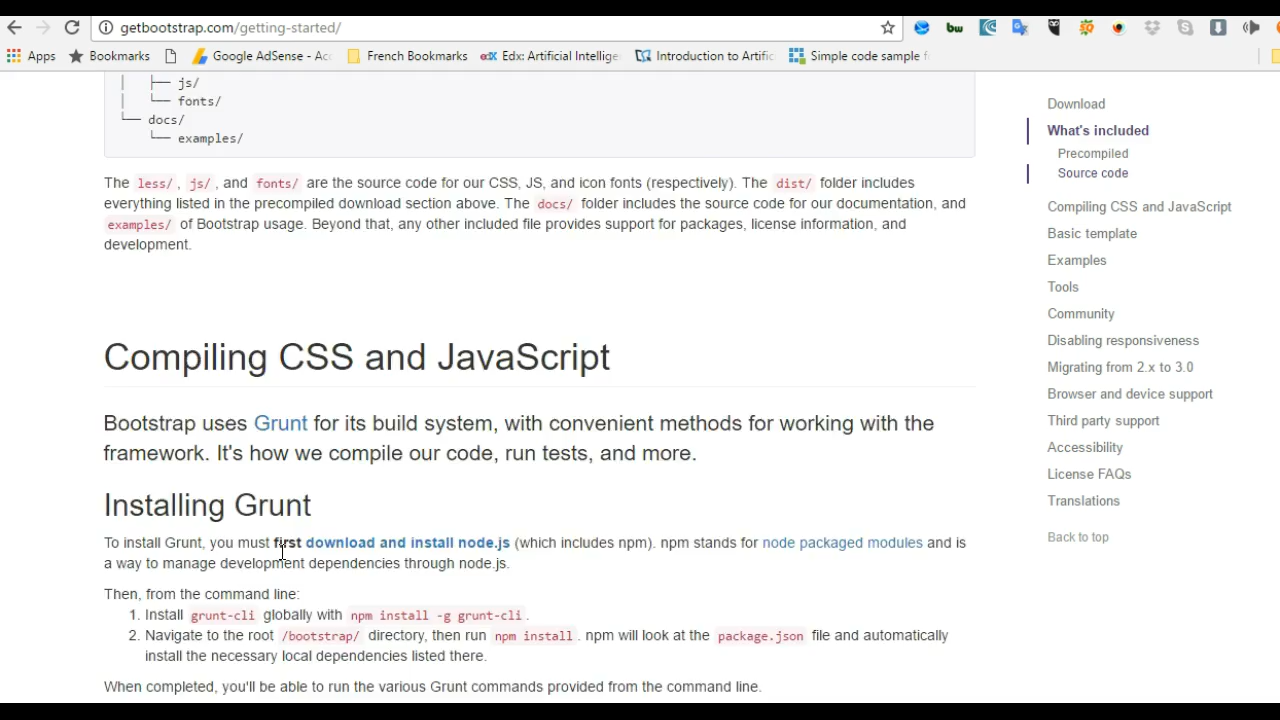 getbootstrap.com/getting-started/
Apps Bookmarks Google AdSense - Ac French Bookmarks Edx: Artificial Intellige Introduction to Artific Simple code sample f
js/
fonts/
docs/
examples/
The less/, js/, and fonts/ are the source code for our CSS, JS, and icon fonts (respectively). The dist/ folder includes
everything listed in the precompiled download section above. The docs/ folder includes the source code for our documentation, and
examples/ of Bootstrap usage. Beyond that, any other included file provides support for packages, license information, and
development.
Compiling CSS and JavaScript
Bootstrap uses Grunt for its build system, with convenient methods for working with the
framework. It's how we compile our code, run tests, and more.
Installing Grunt
To install Grunt, you must first download and install node.js (which includes npm). npm stands for node packaged modules and is
a way to manage development dependencies through node.js.
Then, from the command line:
1. Install grunt-cli globally with npm install -g grunt-cli.
2. Navigate to the root /bootstrap/ directory, then run npm install. npm will look at the package.json file and automatically
install the necessary local dependencies listed there.
When completed, you'll be able to run the various Grunt commands provided from the command line.
Download
What's included
Precompiled
Source code
Compiling CSS and JavaScript
Basic template
Examples
Tools
Community
Disabling responsiveness
Migrating from 2.x to 3.0
Browser and device support
Third party support
Accessibility
License FAQs
Translations
Back to top